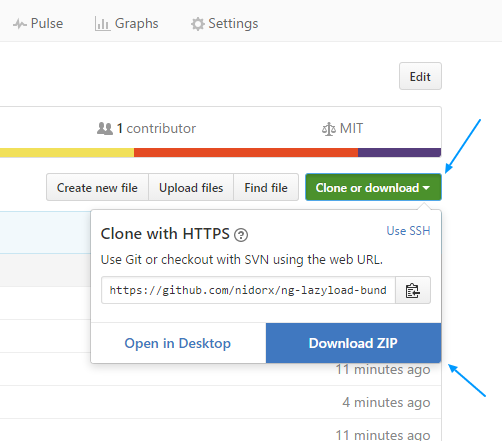 Pulse Graphs Settings
Edit
1 contributor MIT
Create new file Upload files Find file Clone or download
Clone with HTTPS ? Use SSH
Use Git or checkout with SVN using the web URL.
https://github.com/nidorx/ng-lazyload-bund
Open in Desktop Download ZIP
11 minutes ago
4 minutes ago
11 minutes ago